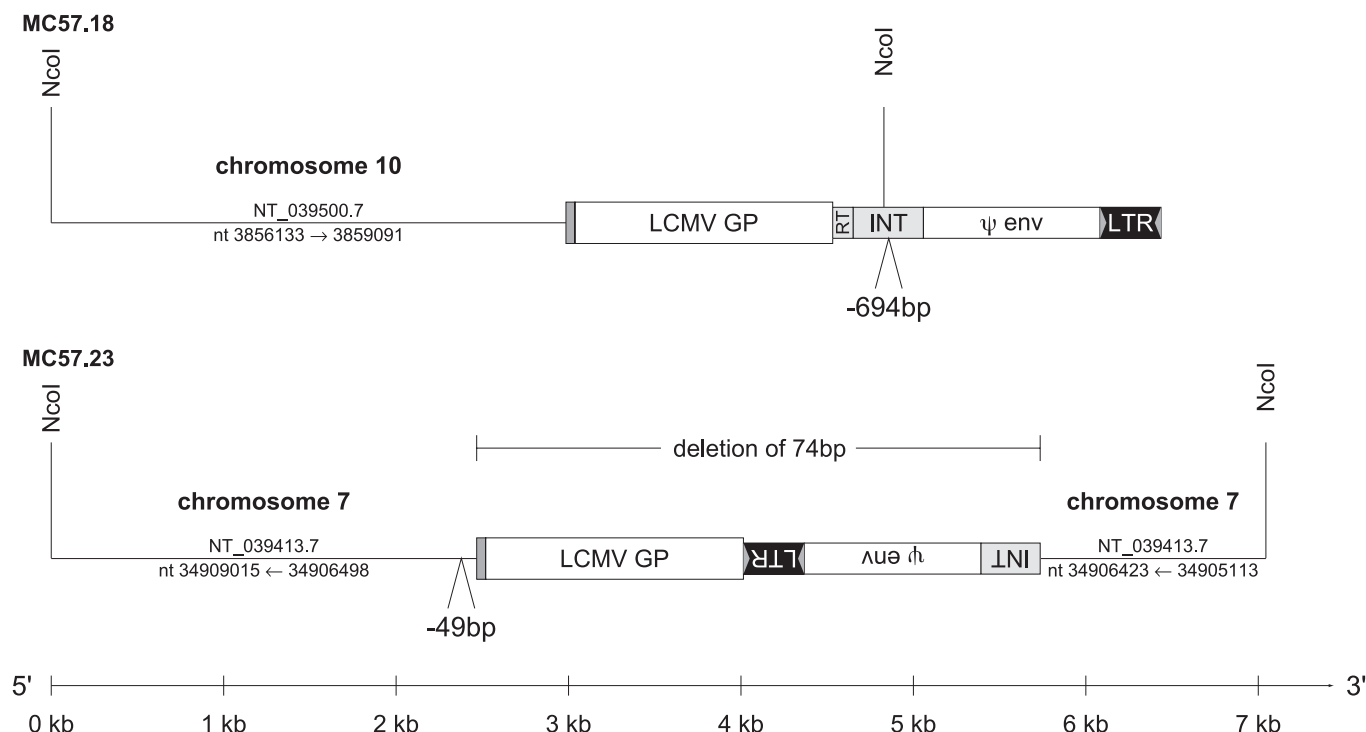 MC57.18
NcoI
NcoI
chromosome 10
NT_039500.7
nt 3856133 → 3859091
LCMV GP
RT
INT
ψ env
LTR
-694bp
MC57.23
NcoI
NcoI
deletion of 74bp
chromosome 7
chromosome 7
NT_039413.7
nt 34909015 ← 34906498
LCMV GP
LTR
ψ env
INT
NT_039413.7
nt 34906423 ← 34905113
-49bp
5'
3'
0 kb 1 kb 2 kb 3 kb 4 kb 5 kb 6 kb 7 kb